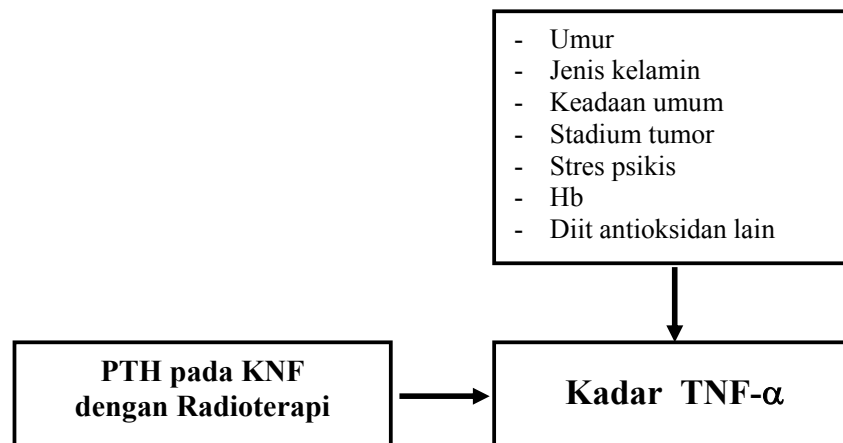 - Umur
- Jenis kelamin
- Keadaan umum
- Stadium tumor
- Stres psikis
- Hb
- Diit antioksidan lain
PTH pada KNF
dengan Radioterapi
Kadar TNF-α